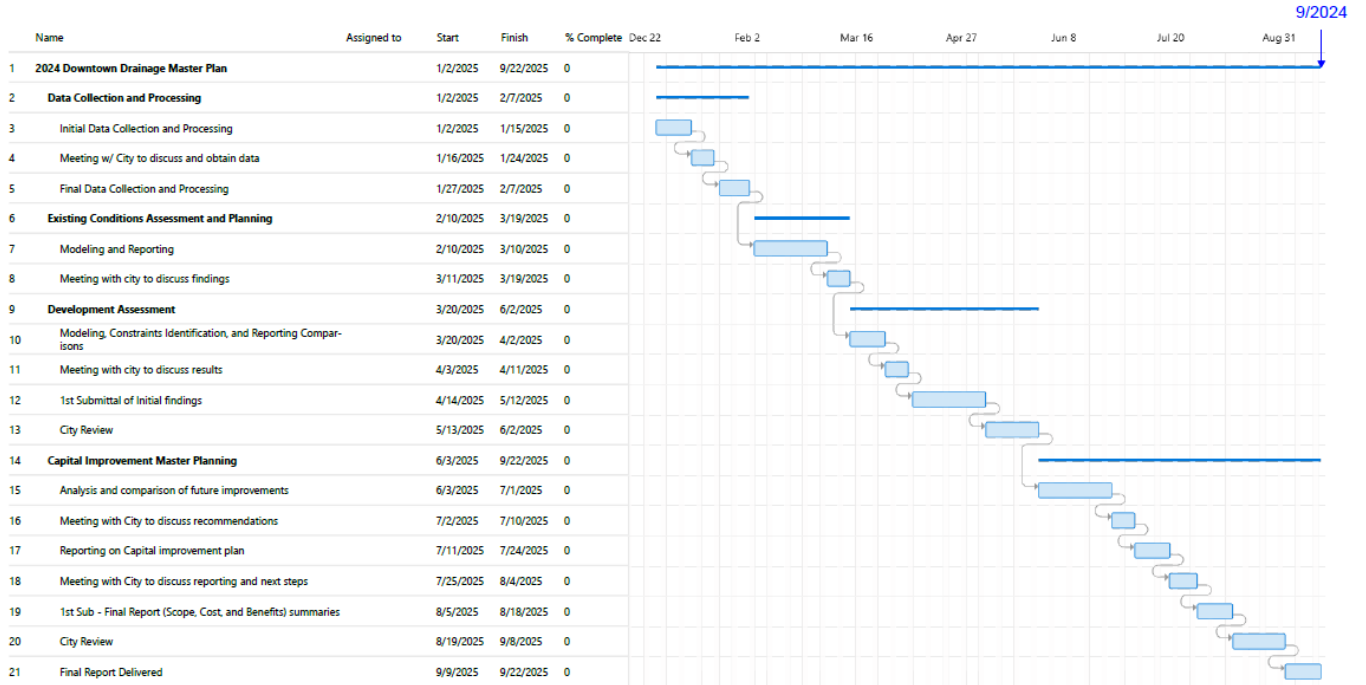 9/2024
Name Assigned to Start Finish % Complete Dec 22 Feb 2 Mar 16 Apr 27 Jun 8 Jul 20 Aug 31
1 2024 Downtown Drainage Master Plan 1/2/2025 9/22/2025 0
2 Data Collection and Processing 1/2/2025 2/7/2025 0
3 Initial Data Collection and Processing 1/2/2025 1/15/2025 0
4 Meeting w/ City to discuss and obtain data 1/16/2025 1/24/2025 0
5 Final Data Collection and Processing 1/27/2025 2/7/2025 0
6 Existing Conditions Assessment and Planning 2/10/2025 3/19/2025 0
7 Modeling and Reporting 2/10/2025 3/10/2025 0
8 Meeting with city to discuss findings 3/11/2025 3/19/2025 0
9 Development Assessment 3/20/2025 6/2/2025 0
10 Modeling, Constraints Identification, and Reporting Compar-
isons 3/20/2025 4/2/2025 0
11 Meeting with city to discuss results 4/3/2025 4/11/2025 0
12 1st Submittal of Initial findings 4/14/2025 5/12/2025 0
13 City Review 5/13/2025 6/2/2025 0
14 Capital Improvement Master Planning 6/3/2025 9/22/2025 0
15 Analysis and comparison of future improvements 6/3/2025 7/1/2025 0
16 Meeting with City to discuss recommendations 7/2/2025 7/10/2025 0
17 Reporting on Capital improvement plan 7/11/2025 7/24/2025 0
18 Meeting with City to discuss reporting and next steps 7/25/2025 8/4/2025 0
19 1st Sub - Final Report (Scope, Cost, and Benefits) summaries 8/5/2025 8/18/2025 0
20 City Review 8/19/2025 9/8/2025 0
21 Final Report Delivered 9/9/2025 9/22/2025 0